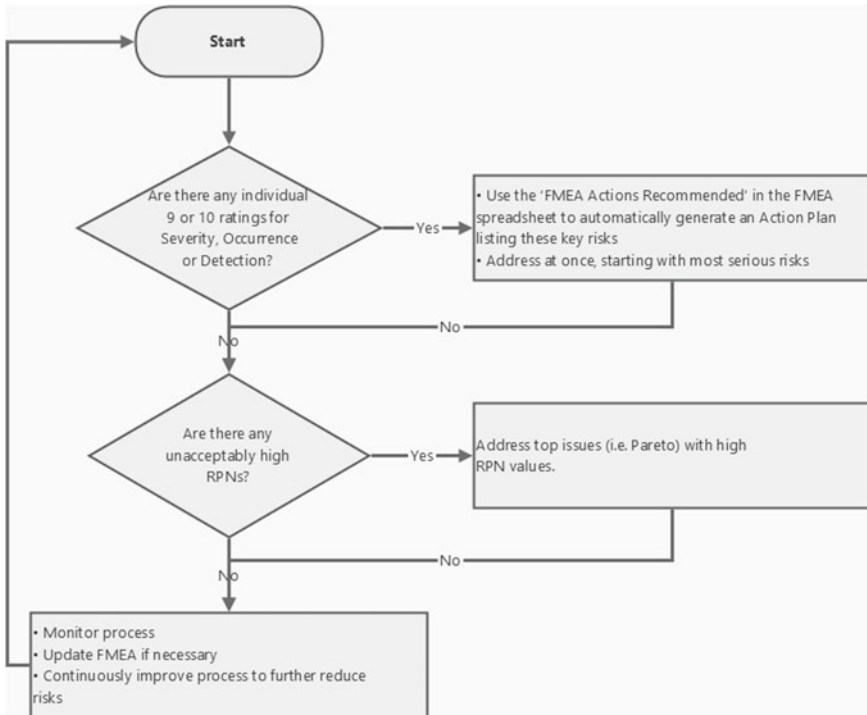 Start
Are there any individual
9 or 10 ratings for
Severity, Occurrence
or Detection?
Yes
• Use the ‘FMEA Actions Recommended’ in the FMEA
spreadsheet to automatically generate an Action Plan
listing these key risks
• Address at once, starting with most serious risks
No
No
Are there any
unacceptably high
RPNs?
Yes
Address top issues (i.e. Pareto) with high
RPN values.
No
No
• Monitor process
• Update FMEA if necessary
• Continuously improve process to further reduce
risks